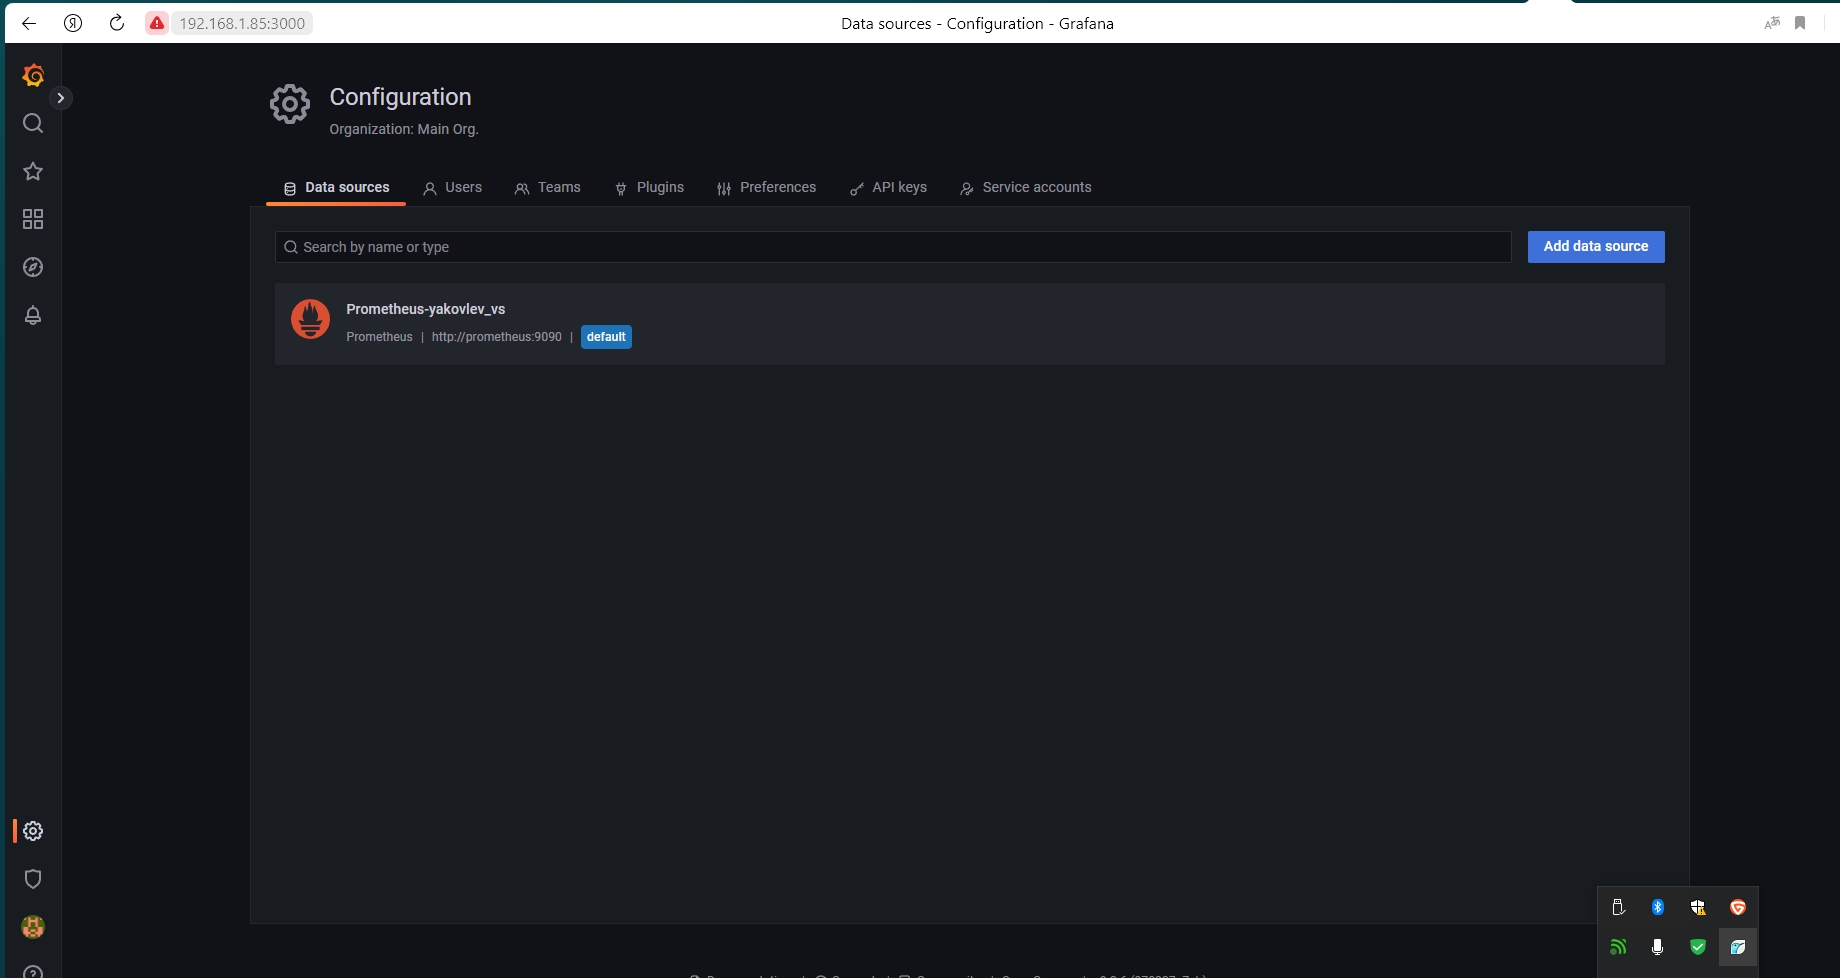 192.168.1.85:3000
Data sources - Configuration - Grafana
Configuration
Organization: Main Org.
Data sources Users Teams Plugins Preferences API keys Service accounts
Search by name or type
Add data source
Prometheus-yakovlev_vs
Prometheus | http://prometheus:9090 | default